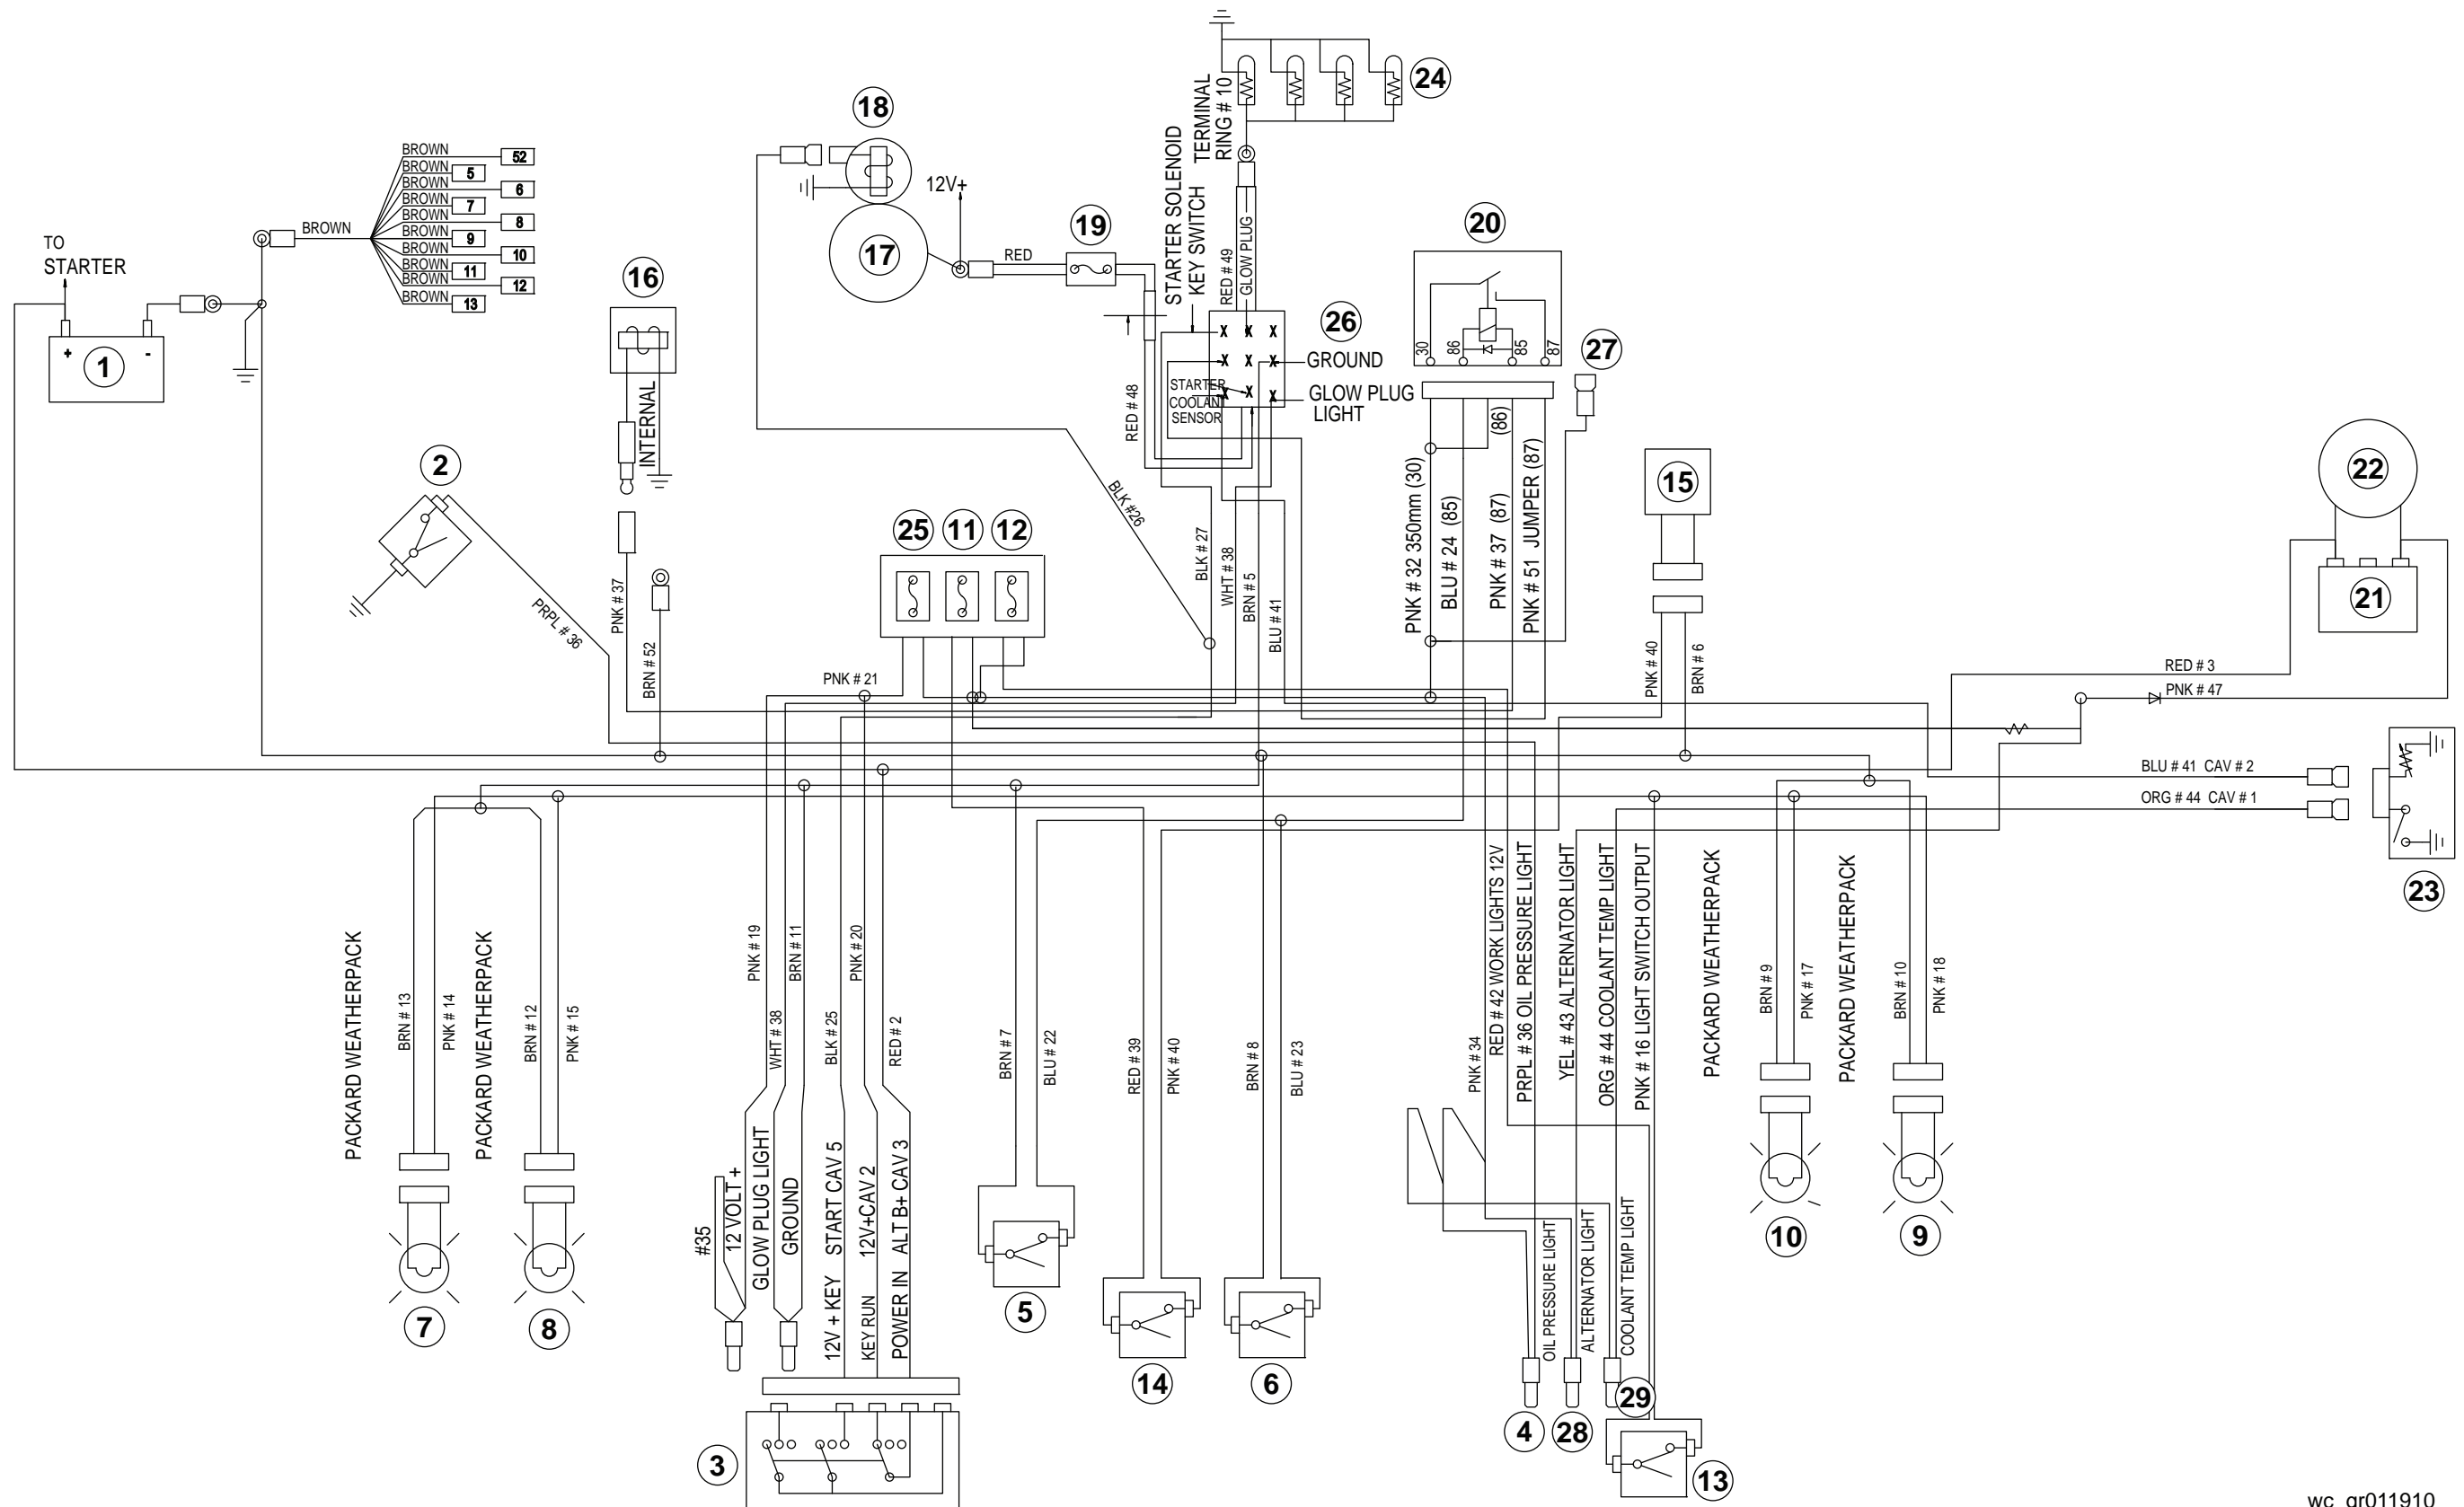 24
18
TERMINAL
RING # 10
STARTER SOLENOID
KEY SWITCH
BROWN 52
BROWN 5
BROWN 6
BROWN 7
BROWN 8
BROWN 9
BROWN 10
BROWN 11
BROWN 12
BROWN 13
BROWN
TO
STARTER
+
-
1
12V+
17
RED
19
RED # 49
GLOW PLUG
20
16
INTERNAL
X X X
X X X
X X X
26
GROUND
GLOW PLUG
LIGHT
STARTER
COOLANT
SENSOR
RED # 48
30
86
85
87
27
2
PRPL # 36
PNK # 37
BRN # 52
25
11
12
BLK #26
BLK # 27
WHT # 38
BRN # 5
BLU # 41
PNK # 32 350mm (30)
BLU # 24 (85)
(86)
PNK # 37 (87)
PNK # 51 JUMPER (87)
15
PNK # 40
BRN # 6
22
21
PNK # 21
RED # 3
PNK # 47
BLU # 41 CAV # 2
ORG # 44 CAV # 1
23
PACKARD WEATHERPACK
BRN # 13
PNK # 14
PACKARD WEATHERPACK
BRN # 12
PNK # 15
PNK # 19
WHT # 38
BRN # 11
BLK # 25
PNK # 20
RED # 2
BRN # 7
BLU # 22
RED # 39
PNK # 40
BRN # 8
BLU # 23
PNK # 34
RED # 42 WORK LIGHTS 12V
PRPL # 36 OIL PRESSURE LIGHT
YEL # 43 ALTERNATOR LIGHT
ORG # 44 COOLANT TEMP LIGHT
PNK # 16 LIGHT SWITCH OUTPUT
PACKARD WEATHERPACK
BRN # 9
PNK # 17
PACKARD WEATHERPACK
BRN # 10
PNK # 18
#35
12 VOLT +
GLOW PLUG LIGHT
GROUND
12V + KEY START CAV 5
KEY RUN 12V+CAV 2
POWER IN ALT B+ CAV 3
OIL PRESSURE LIGHT
ALTERNATOR LIGHT
COOLANT TEMP LIGHT
7
8
5
14
6
10
9
4
28
29
3
13
wc_gr011910